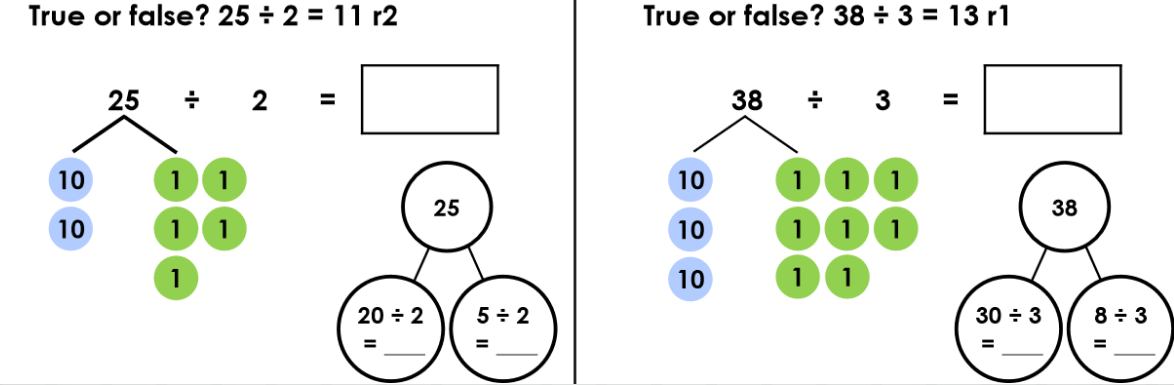 True or false? 25 ÷ 2 = 11 r2
25 ÷ 2 =
10 1 1
10 1 1
1
25
20 ÷ 2
= ____
5 ÷ 2
= ____
True or false? 38 ÷ 3 = 13 r1
38 ÷ 3 =
10 1 1 1
10 1 1 1
10 1 1
38
30 ÷ 3
= ____
8 ÷ 3
= ____